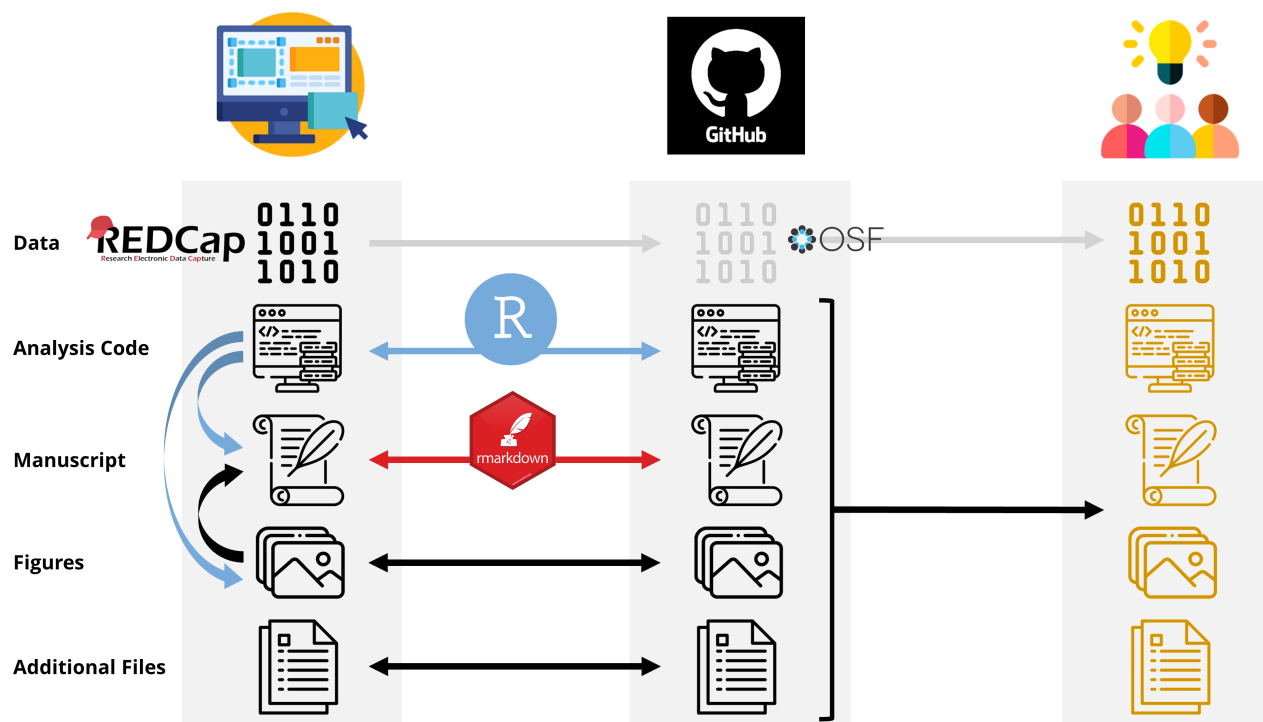 GitHub
Data
REDCap
Research Electronic Data Capture
0110
1001
1010
0110
1001
1010
OSF
0110
1001
1010
Analysis Code
</>
R
</>
</>
Manuscript
rmarkdown
Figures
Additional Files